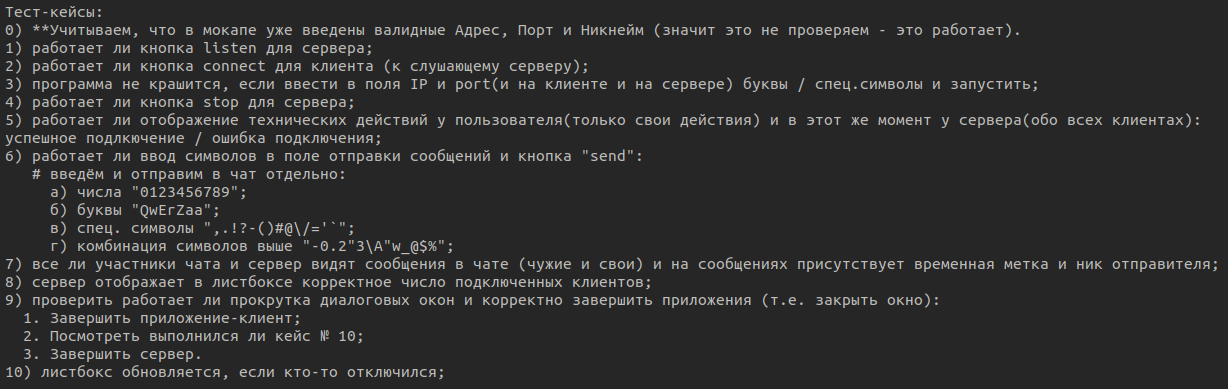 Тест-кейсы:
0) **Учитываем, что в мокапе уже введены валидные Адрес, Порт и Никнейм (значит это не проверяем - это работает).
1) работает ли кнопка listen для сервера;
2) работает ли кнопка connect для клиента (к слушающему серверу);
3) программа не крашится, если ввести в поля IP и port(и на клиенте и на сервере) буквы / спец.символы и запустить;
4) работает ли кнопка stop для сервера;
5) работает ли отображение технических действий у пользователя(только свои действия) и в этот же момент у сервера(обо всех клиентах):
успешное подлкючение / ошибка подключения;
6) работает ли ввод символов в поле отправки сообщений и кнопка "send":
# введём и отправим в чат отдельно:
а) числа "0123456789";
б) буквы "QwErZaa";
в) спец. символы ",.!?-()#@\/='`";
г) комбинация символов выше "-0.2"3\A"w_@$%";
7) все ли участники чата и сервер видят сообщения в чате (чужие и свои) и на сообщениях присутствует временная метка и ник отправителя;
8) сервер отображает в листбоксе корректное число подключенных клиентов;
9) проверить работает ли прокрутка диалоговых окон и корректно завершить приложения (т.е. закрыть окно):
1. Завершить приложение-клиент;
2. Посмотреть выполнился ли кейс № 10;
3. Завершить сервер.
10) листбокс обновляется, если кто-то отключился;